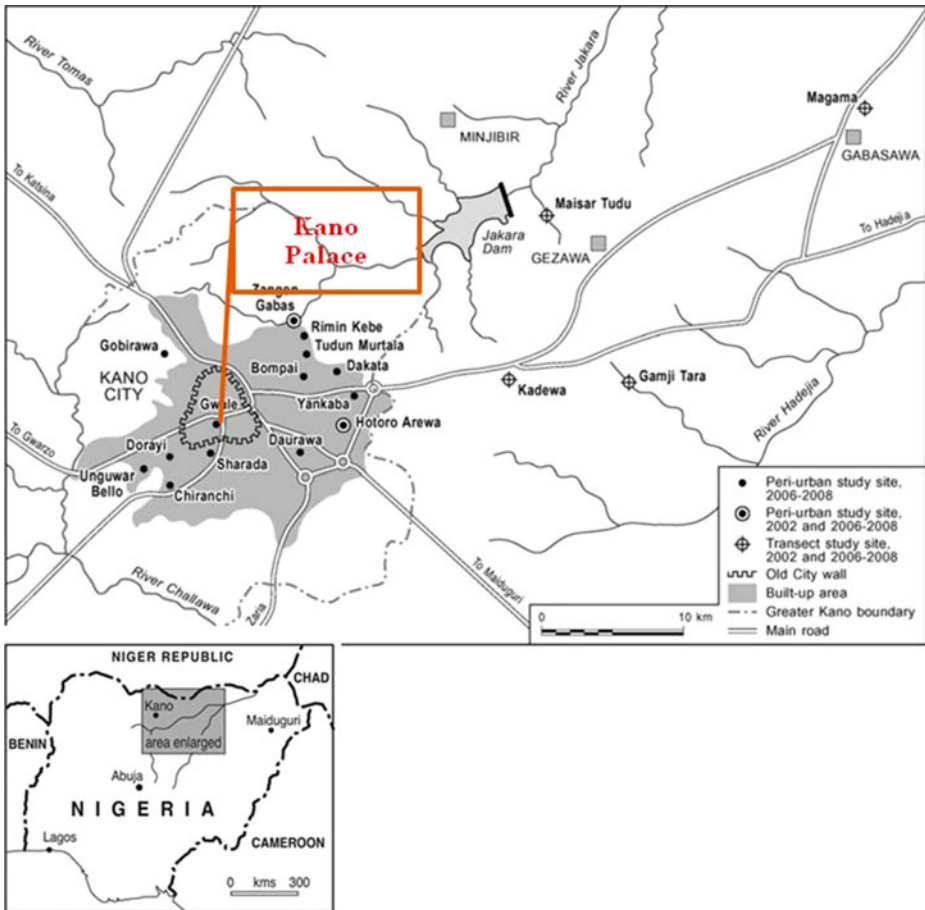 River Tomas
River Jakara
Magama
MINJIBIR
GABASAWA
To Katsina
Maisar Tudu
To Hadejia
Kano
Palace
Jakara
Dam
GEZAWA
Zangon
Gabas
Rimin Kebe
Tudun Murtala
Gobirawa
Bompai
Dakata
KANO
CITY
Kadewa
Gamji Tara
Yankaba
River Hadejia
Gwale
Hotoro Arewa
To Gwarzo
Dorayi
Daurawa
Sharada
Unguwar
Bello
Chiranchi
River Challawa
Zaria
To Maiduguri
Peri-urban study site,
2006-2008
Peri-urban study site,
2002 and 2006-2008
Transect study site,
2002 and 2006-2008
Old City wall
Built-up area
Greater Kano boundary
Main road
0 10 km
NIGER REPUBLIC
CHAD
Kano
Maiduguri
BENIN
area enlarged
Abuja
NIGERIA
CAMEROON
Lagos
0 kms 300